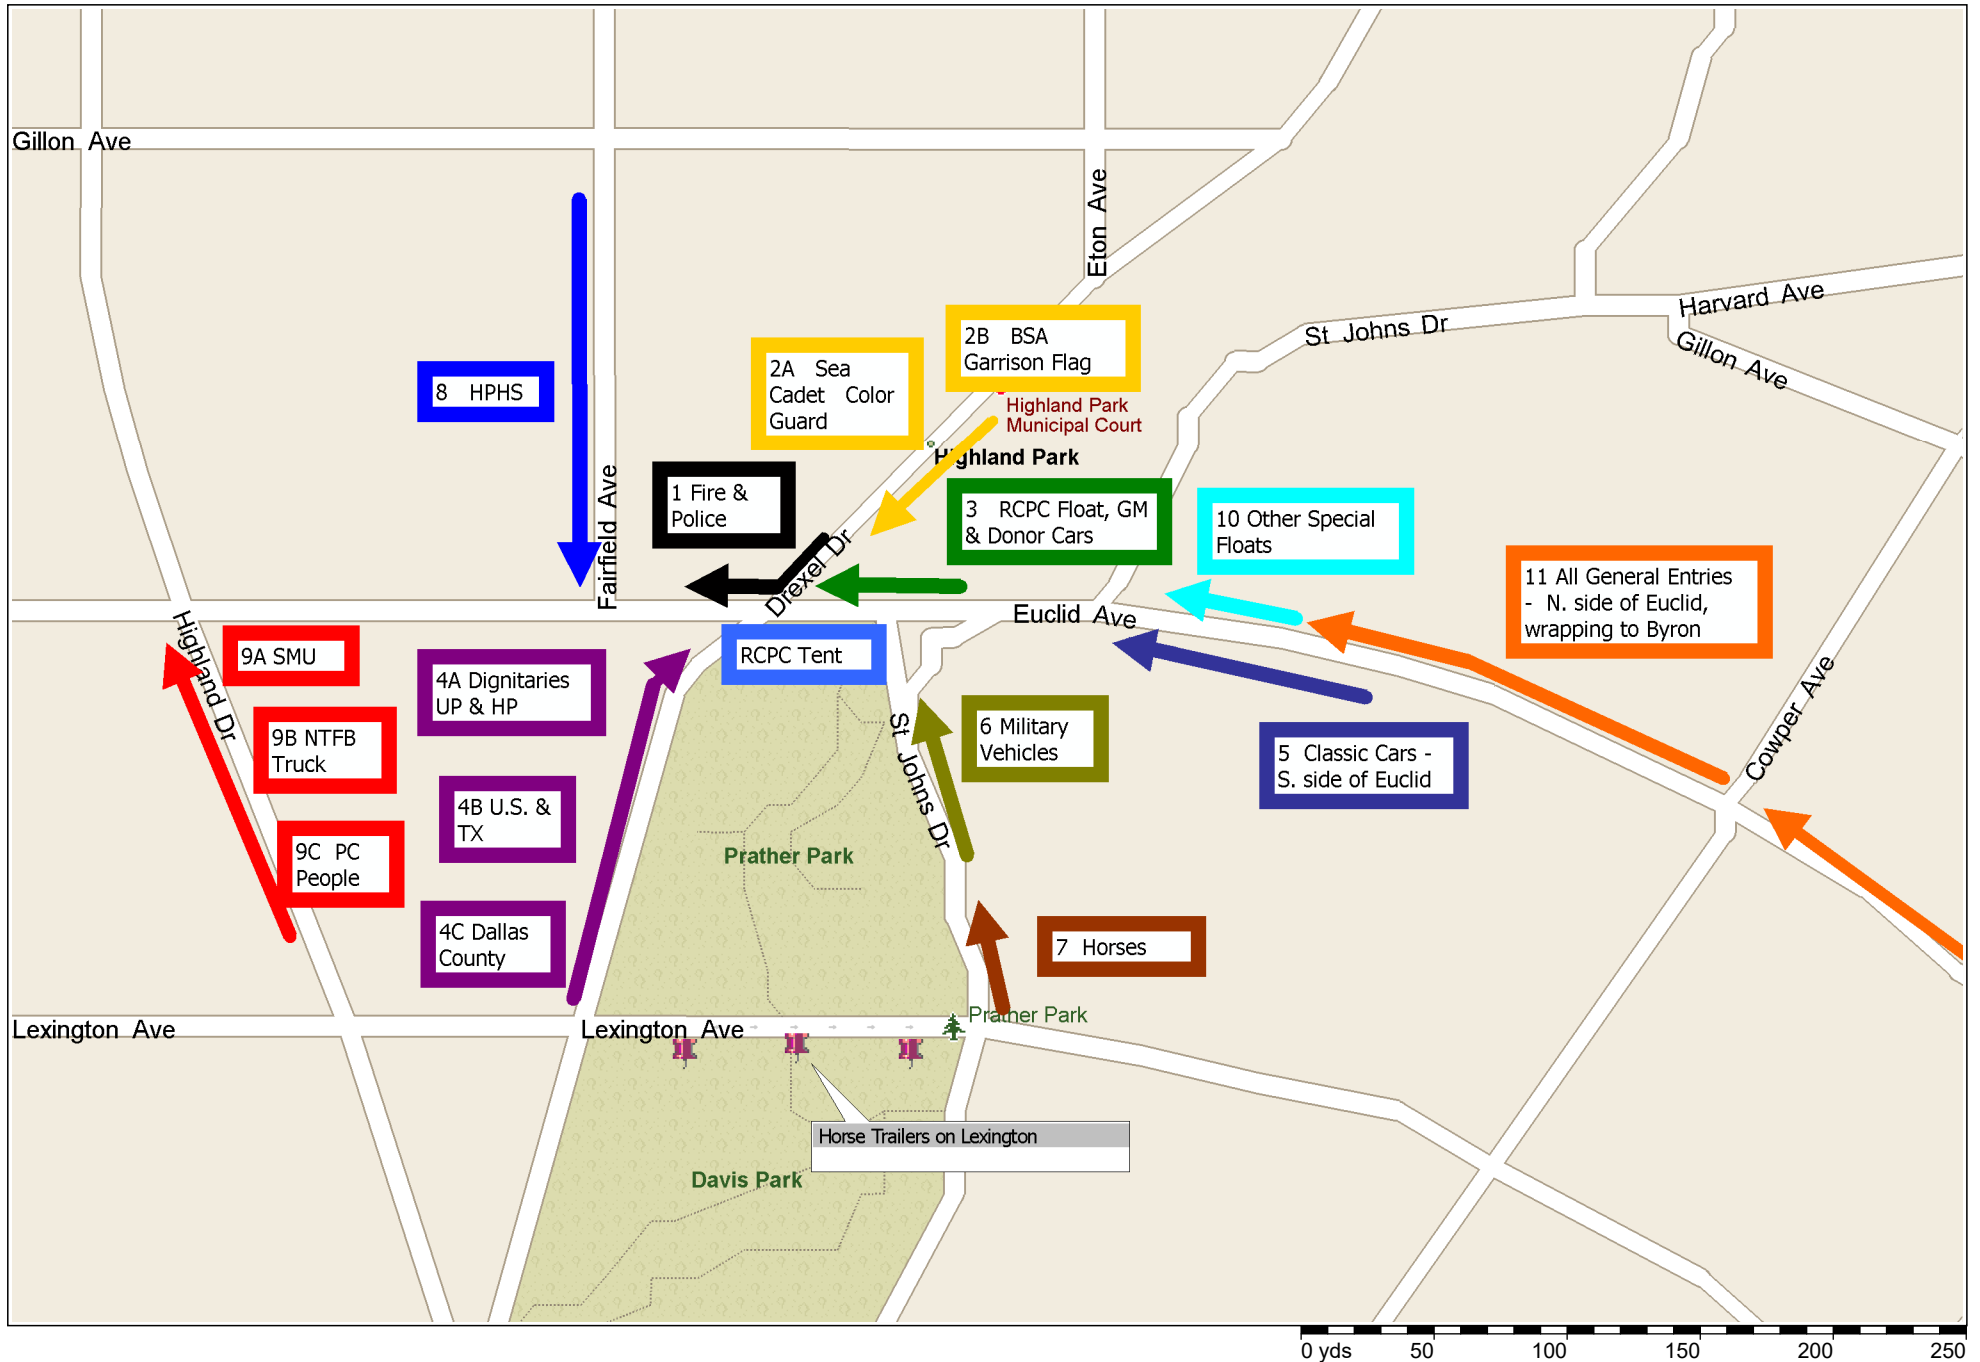 Gillon Ave
Eton Ave
Harvard Ave
St Johns Dr
Gillon Ave
2B BSA
Garrison Flag
2A Sea
Cadet Color
Guard
8 HPHS
Highland Park
Municipal Court
Highland Park
1 Fire &
Police
Fairfield Ave
3 RCPC Float, GM
& Donor Cars
10 Other Special
Floats
Drexel Dr
11 All General Entries
- N. side of Euclid,
wrapping to Byron
Euclid Ave
Highland Dr
9A SMU
4A Dignitaries
UP & HP
RCPC Tent
Cowper Ave
9B NTFB
Truck
St Johns Dr
6 Military
Vehicles
5 Classic Cars -
S. side of Euclid
4B U.S. &
TX
9C PC
People
Prather Park
4C Dallas
County
7 Horses
Prather Park
Lexington Ave
Lexington Ave
Horse Trailers on Lexington
Davis Park
0 yds 50 100 150 200 250